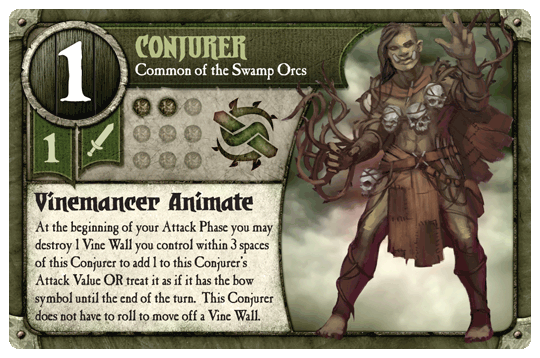 1
CONJURER
Common of the Swamp Orcs
1
Vinemancer Animate
At the beginning of your Attack Phase you may
destroy 1 Vine Wall you control within 3 spaces
of this Conjurer to add 1 to this Conjurer's
Attack Value OR treat it as if it has the bow
symbol until the end of the turn. This Conjurer
does not have to roll to move off a Vine Wall.